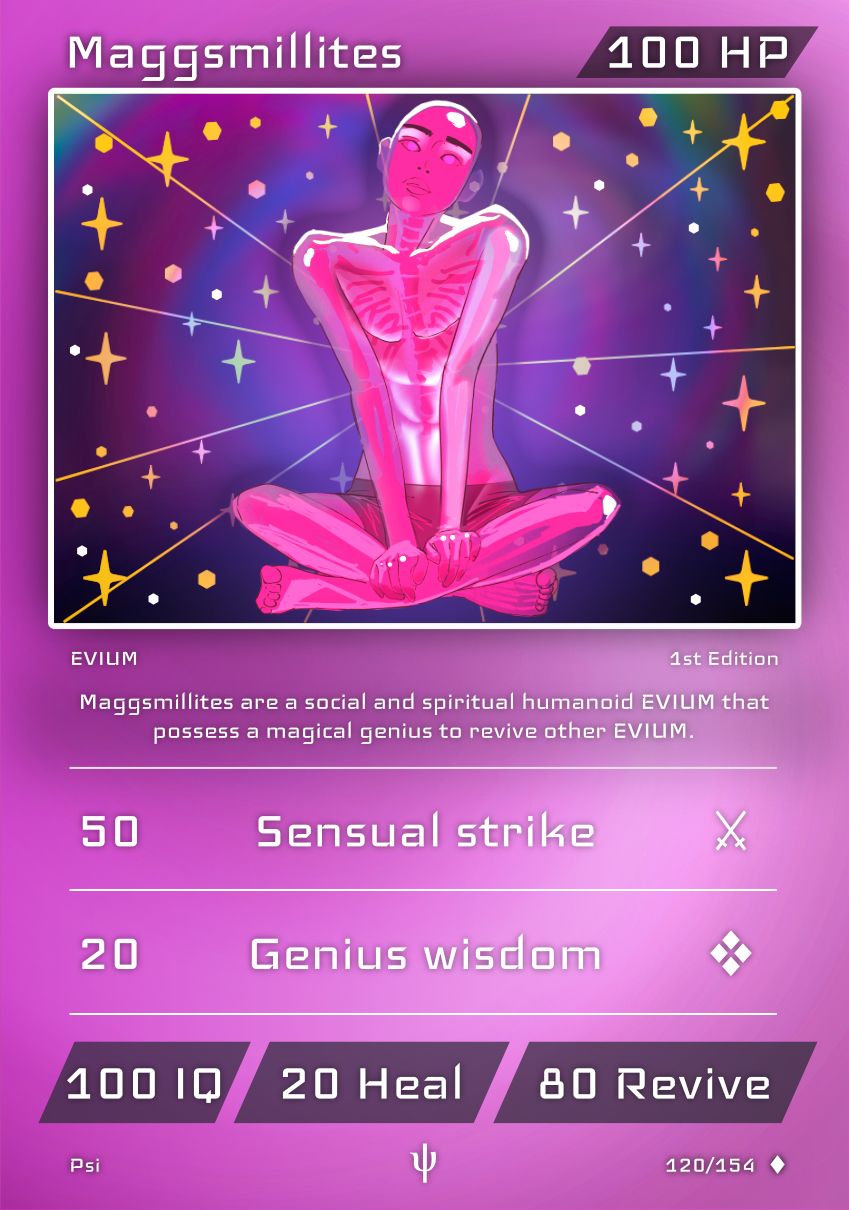 Maggsmillites
100 HP
EVIUM
1st Edition
Maggsmillites are a social and spiritual humanoid EVIUM that
possess a magical genius to revive other EVIUM.
50 Sensual strike
20 Genius wisdom
100 IQ
20 Heal
80 Revive
Psi
ψ
120/154